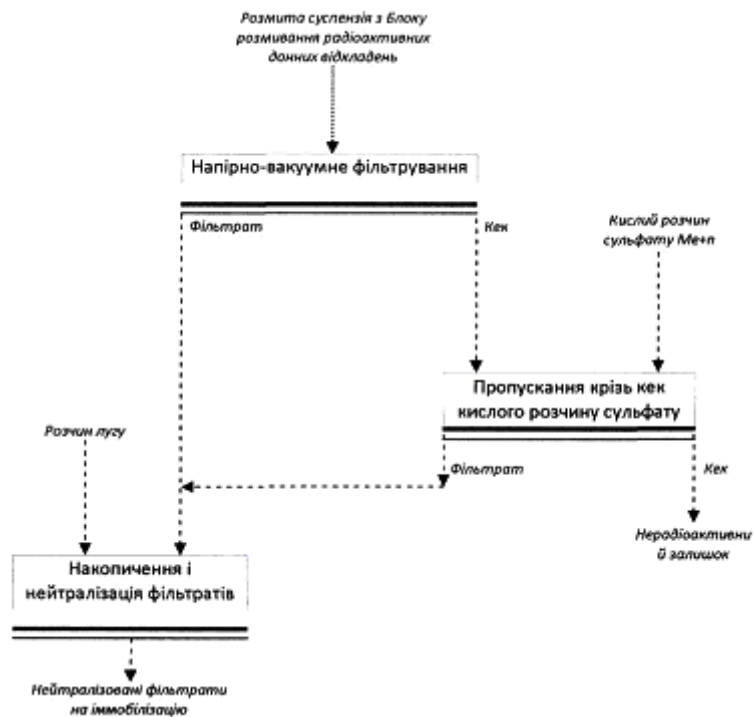 Розмита суспензія з Блоку
розмивання радіоактивних
донних відкладень
Напірно-вакуумне фільтрування
Фільтрат
Кек
Кислий розчин
сульфату Ме+n
Пропускання крізь кек
кислого розчину сульфату
Розчин лугу
Фільтрат
Кек
Нерадіоактивни
й залишок
Накопичення і
нейтралізація фільтратів
Нейтралізовані фільтрати
на іммобілізацію